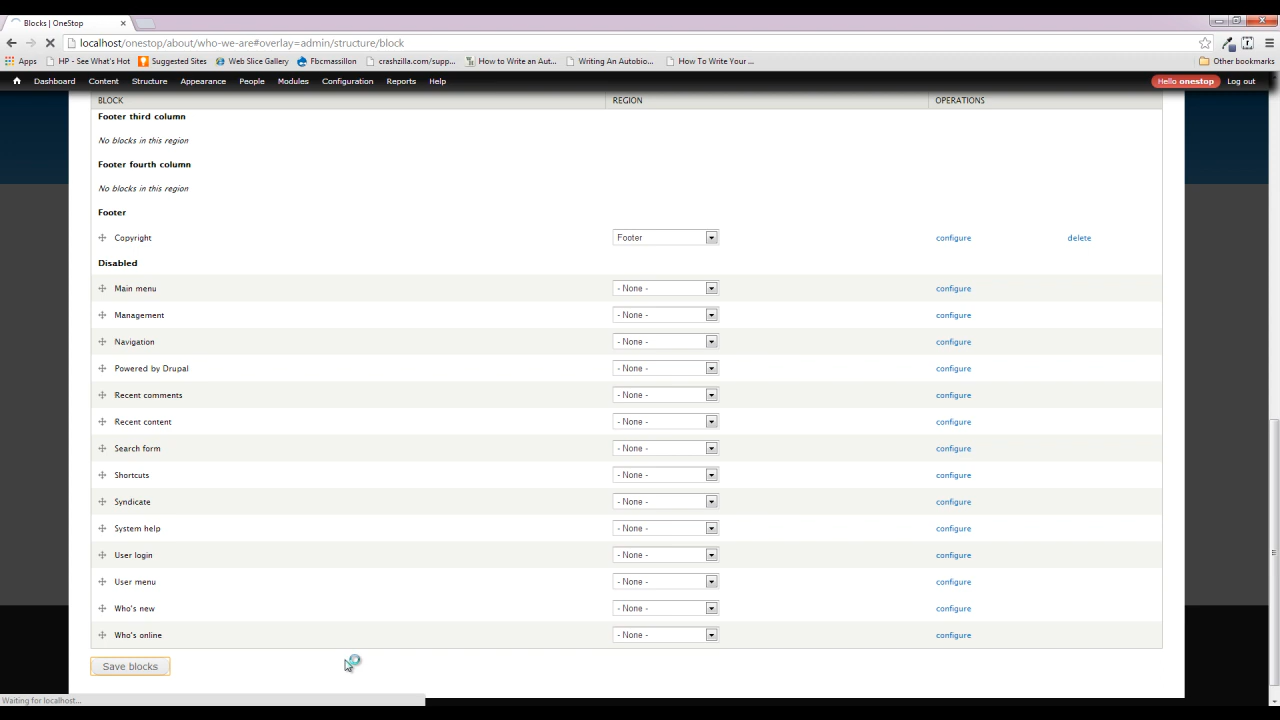 Blocks | OneStop
localhost/onestop/about/who-we-are#overlay=admin/structure/block
Apps HP - See What's Hot Suggested Sites Web Slice Gallery Fbcmassillon crashzilla.com/supp... How to Write an Aut... Writing An Autobio... How To Write Your ... Other bookmarks
Dashboard Content Structure Appearance People Modules Configuration Reports Help Hello onestop Log out
BLOCK REGION OPERATIONS
Footer third column
No blocks in this region
Footer fourth column
No blocks in this region
Footer
Copyright Footer configure delete
Disabled
Main menu - None - configure
Management - None - configure
Navigation - None - configure
Powered by Drupal - None - configure
Recent comments - None - configure
Recent content - None - configure
Search form - None - configure
Shortcuts - None - configure
Syndicate - None - configure
System help - None - configure
User login - None - configure
User menu - None - configure
Who's new - None - configure
Who's online - None - configure
Save blocks
Waiting for localhost...